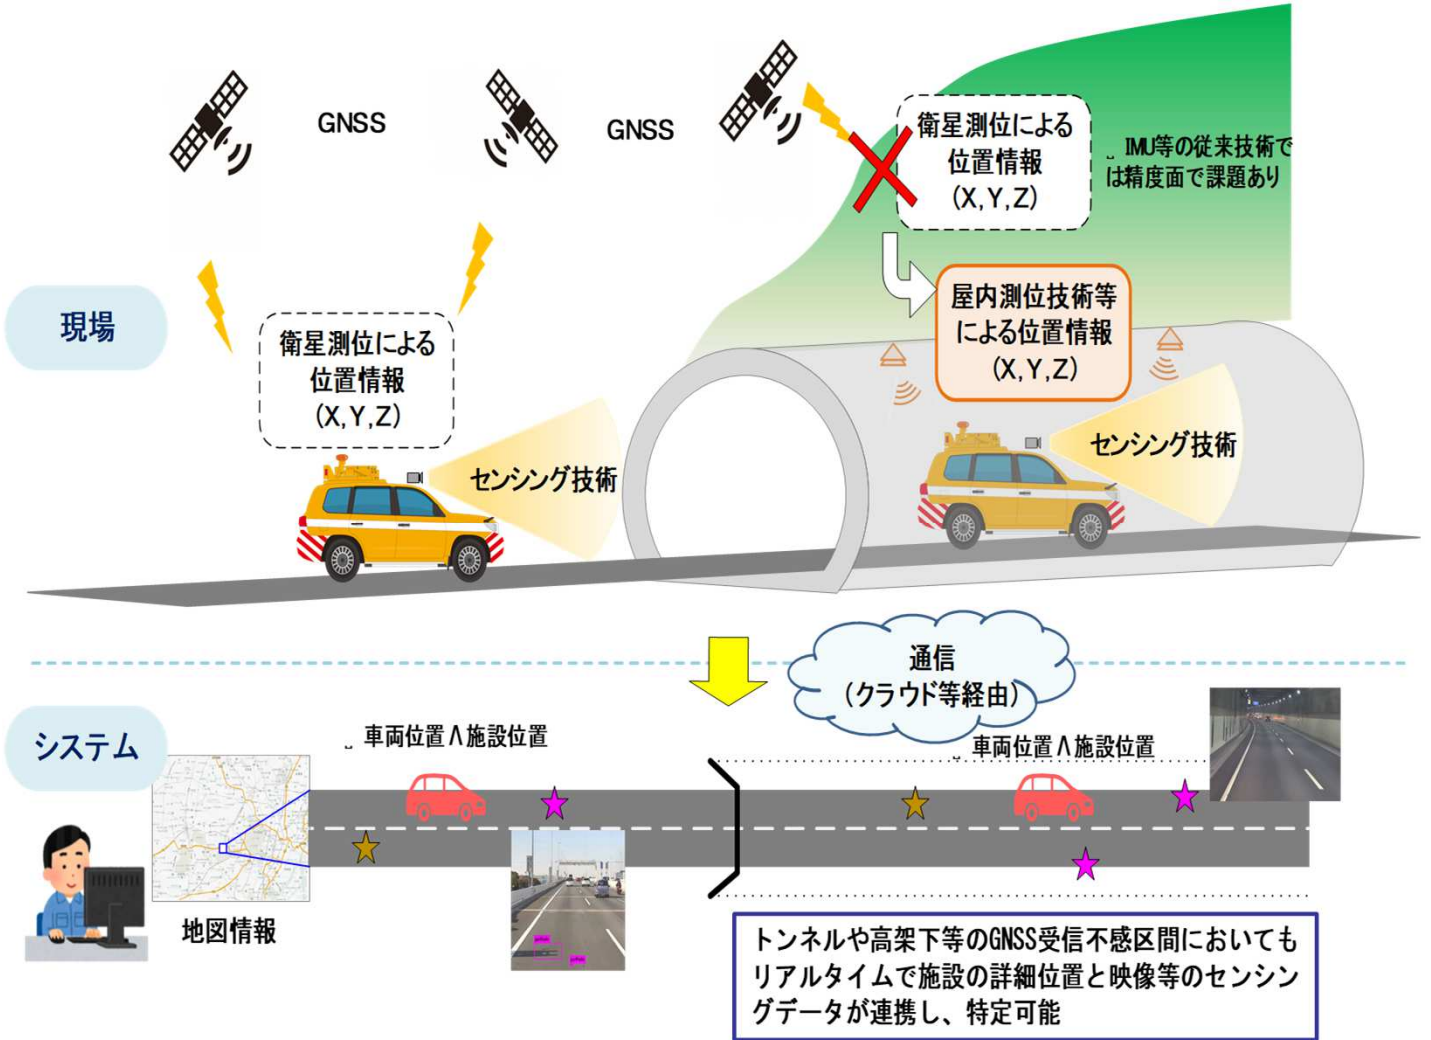 GNSS
GNSS
衛星測位による
位置情報
(X,Y,Z)
IMU等の従来技術で
は精度面で課題あり
現場
衛星測位による
位置情報
(X,Y,Z)
屋内測位技術等
による位置情報
(X,Y,Z)
センシング技術
センシング技術
通信
(クラウド等経由)
システム
車両位置∧施設位置
車両位置∧施設位置
地図情報
トンネルや高架下等のGNSS受信不感区間においても
リアルタイムで施設の詳細位置と映像等のセンシン
グデータが連携し、特定可能